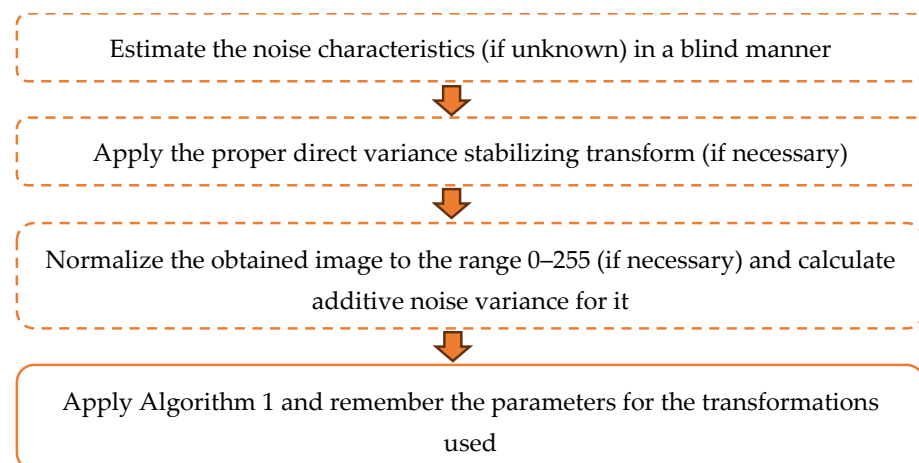 Estimate the noise characteristics (if unknown) in a blind manner
Apply the proper direct variance stabilizing transform (if necessary)
Normalize the obtained image to the range 0–255 (if necessary) and calculate
additive noise variance for it
Apply Algorithm 1 and remember the parameters for the transformations
used